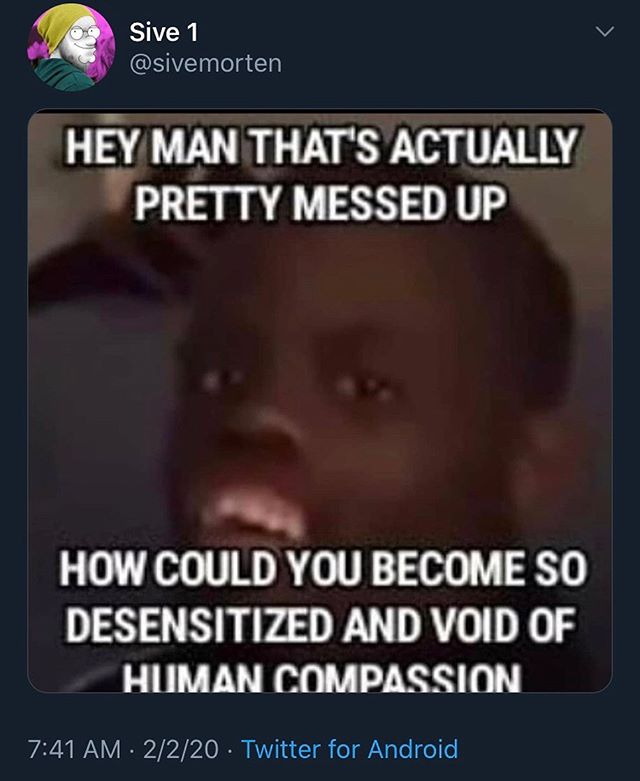 Sive 1
@sivemorten
HEY MAN THAT'S ACTUALLY
PRETTY MESSED UP
HOW COULD YOU BECOME SO
DESENSITIZED AND VOID OF
HUMAN COMPASSION
7:41 AM · 2/2/20 · Twitter for Android